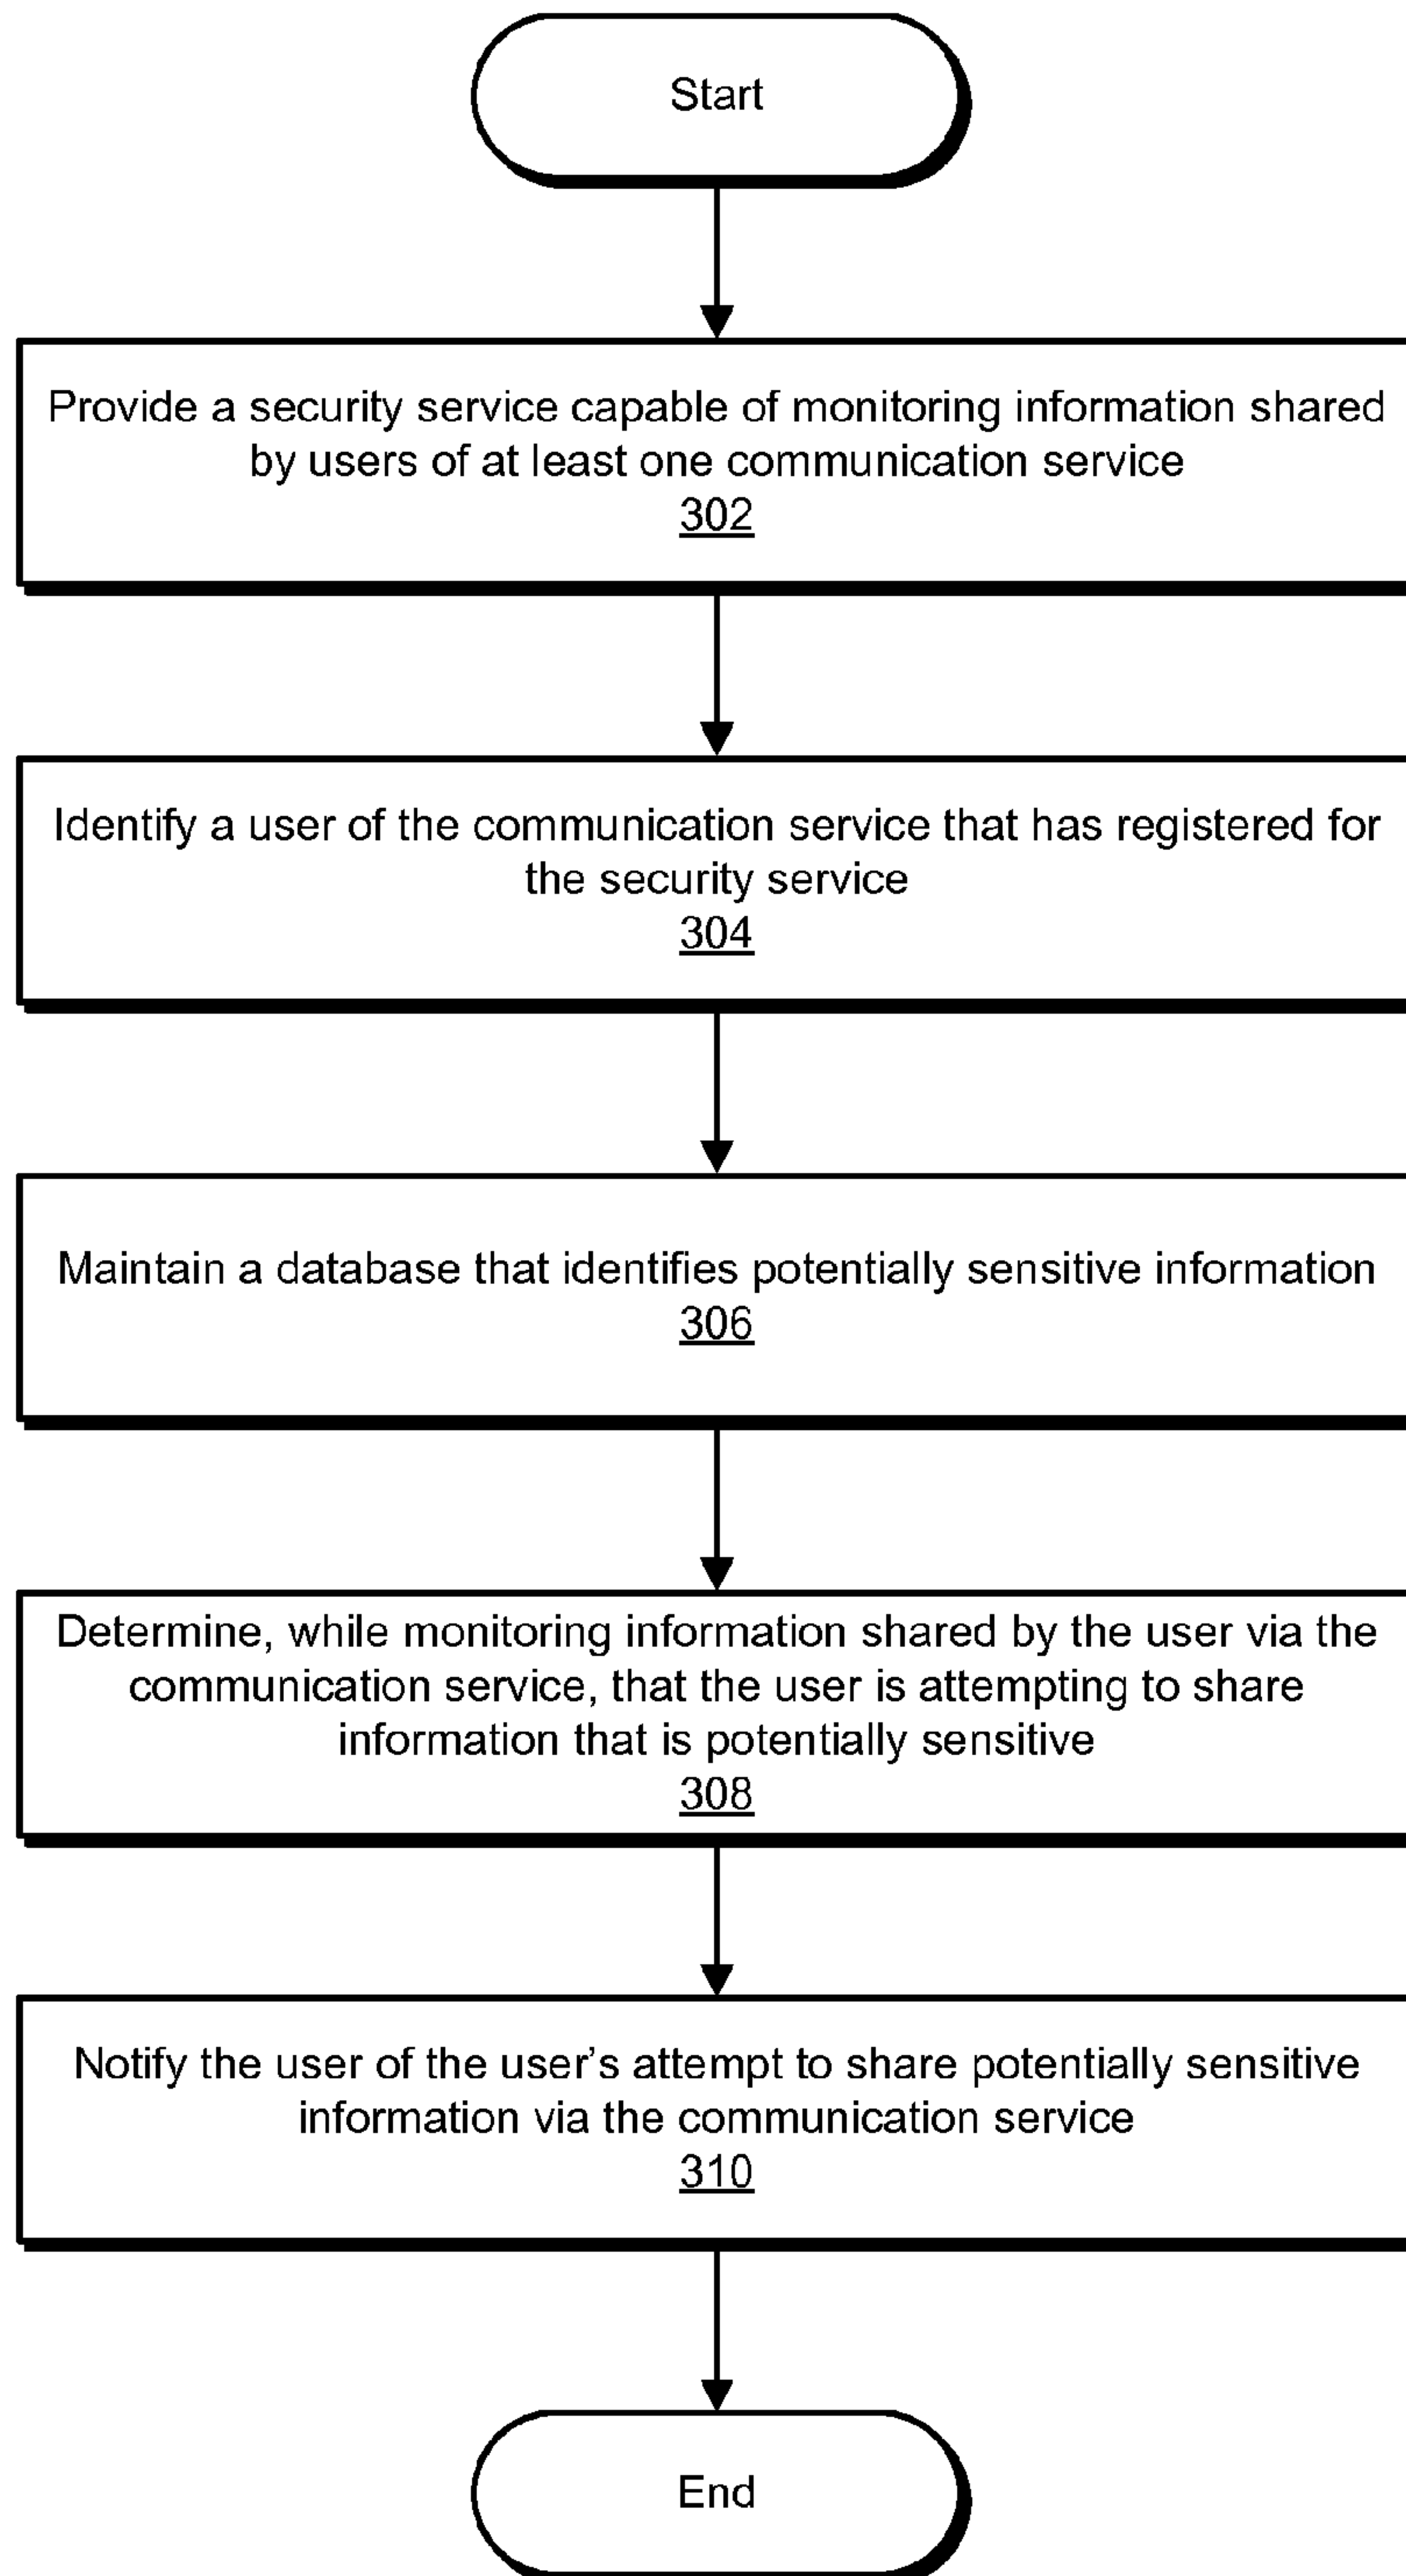 Start
Provide a security service capable of monitoring information shared
by users of at least one communication service
302
Identify a user of the communication service that has registered for
the security service
304
Maintain a database that identifies potentially sensitive information
306
Determine, while monitoring information shared by the user via the
communication service, that the user is attempting to share
information that is potentially sensitive
308
Notify the user of the user’s attempt to share potentially sensitive
information via the communication service
310
End